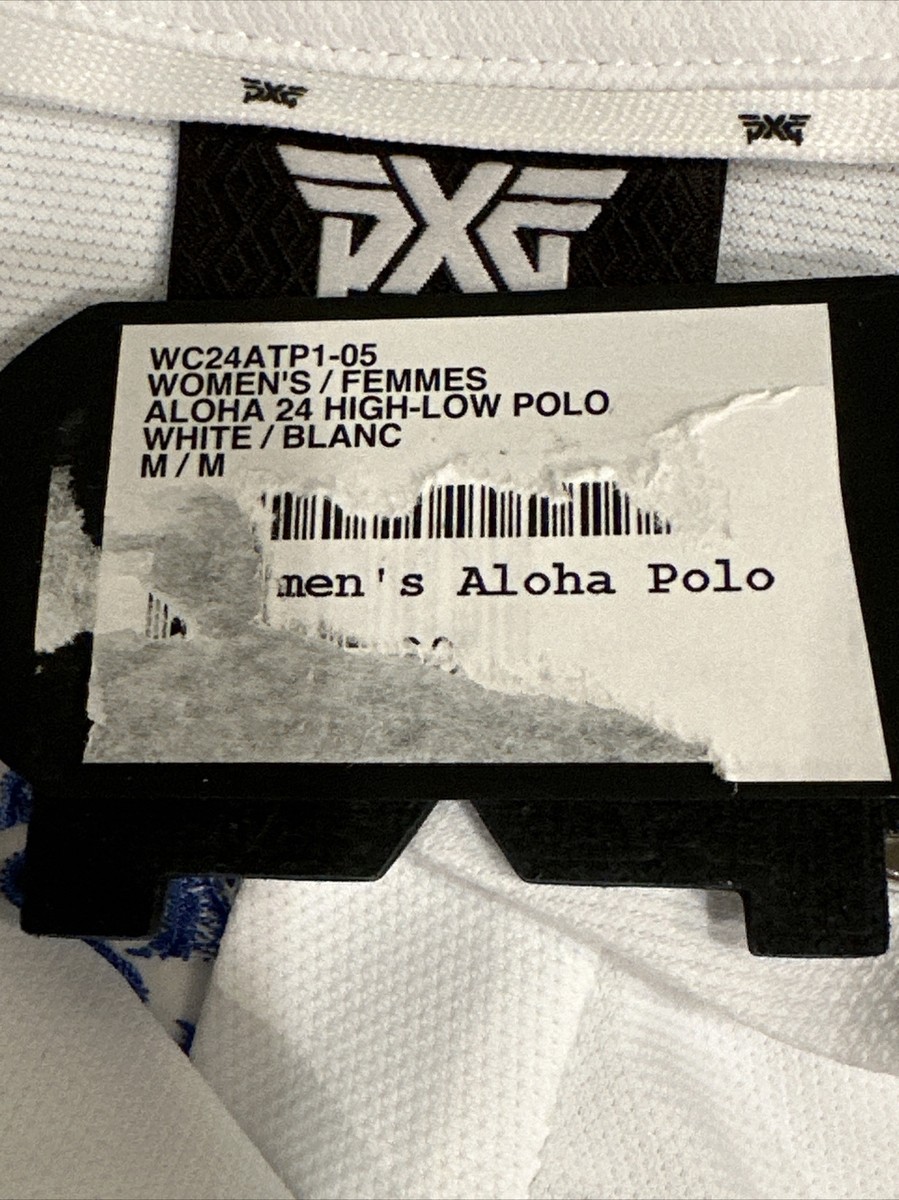 PXG PXG
PXG
WC24ATP1-05
WOMEN'S / FEMMES
ALOHA 24 HIGH-LOW POLO
WHITE / BLANC
M / M
men's Aloha Polo